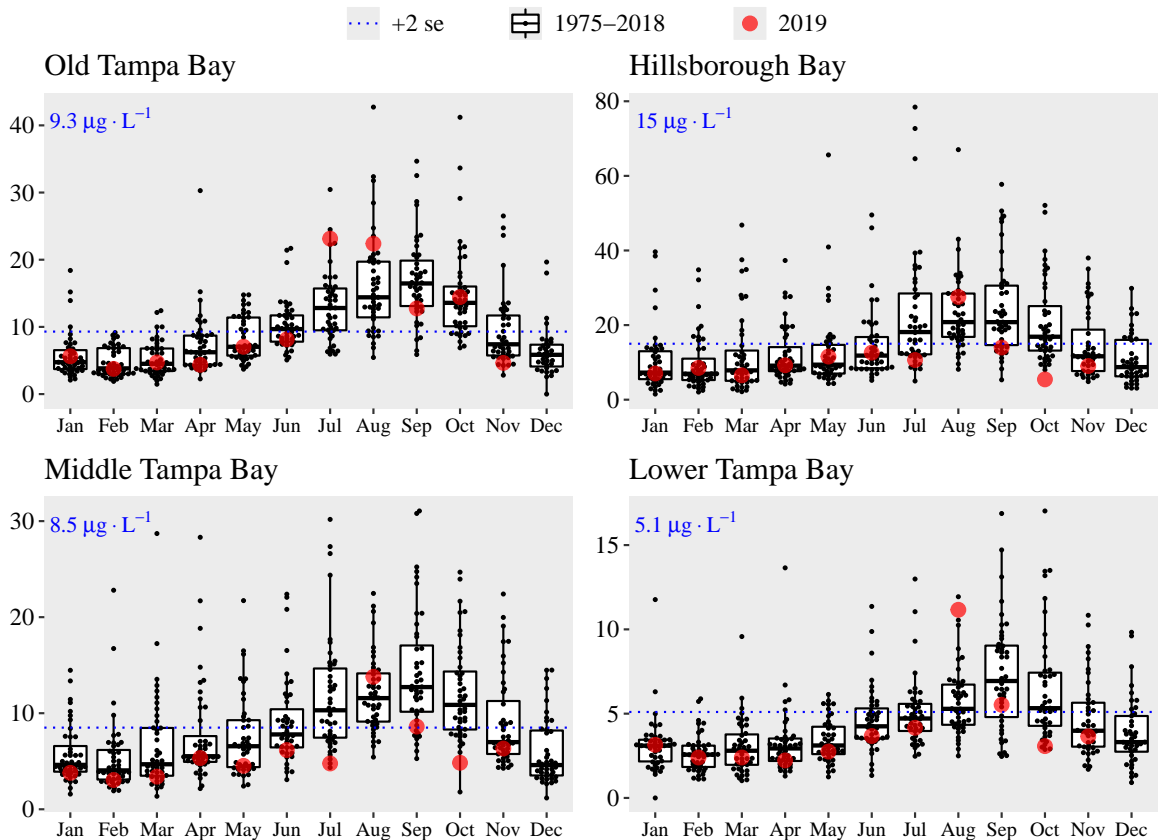 +2 se 1975−2018 2019
Old Tampa Bay
9.3 μg · L⁻¹
40
30
20
10
0
Jan Feb Mar Apr May Jun Jul Aug Sep Oct Nov Dec
Hillsborough Bay
15 μg · L⁻¹
80
60
40
20
0
Jan Feb Mar Apr May Jun Jul Aug Sep Oct Nov Dec
Middle Tampa Bay
8.5 μg · L⁻¹
30
20
10
0
Jan Feb Mar Apr May Jun Jul Aug Sep Oct Nov Dec
Lower Tampa Bay
5.1 μg · L⁻¹
15
10
5
0
Jan Feb Mar Apr May Jun Jul Aug Sep Oct Nov Dec